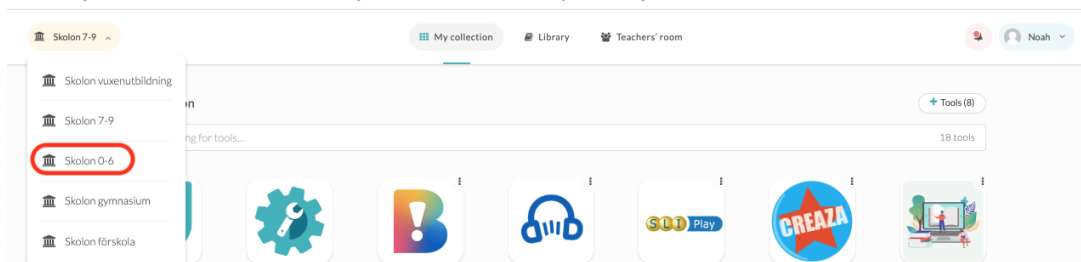 Skolon 7-9
My collection
Library
Teachers' room
Noah
Skolon vuxenutbildning
Skolon 7-9
Skolon 0-6
Skolon gymnasium
Skolon förskola
on
+ Tools (8)
ng for tools...
18 tools
SLI Play
CREAZA